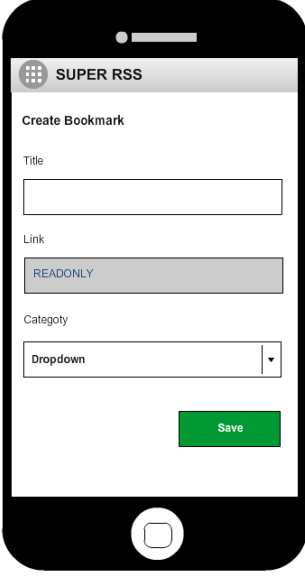 SUPER RSS
Create Bookmark
Title
Link
READONLY
Categoty
Dropdown
Save